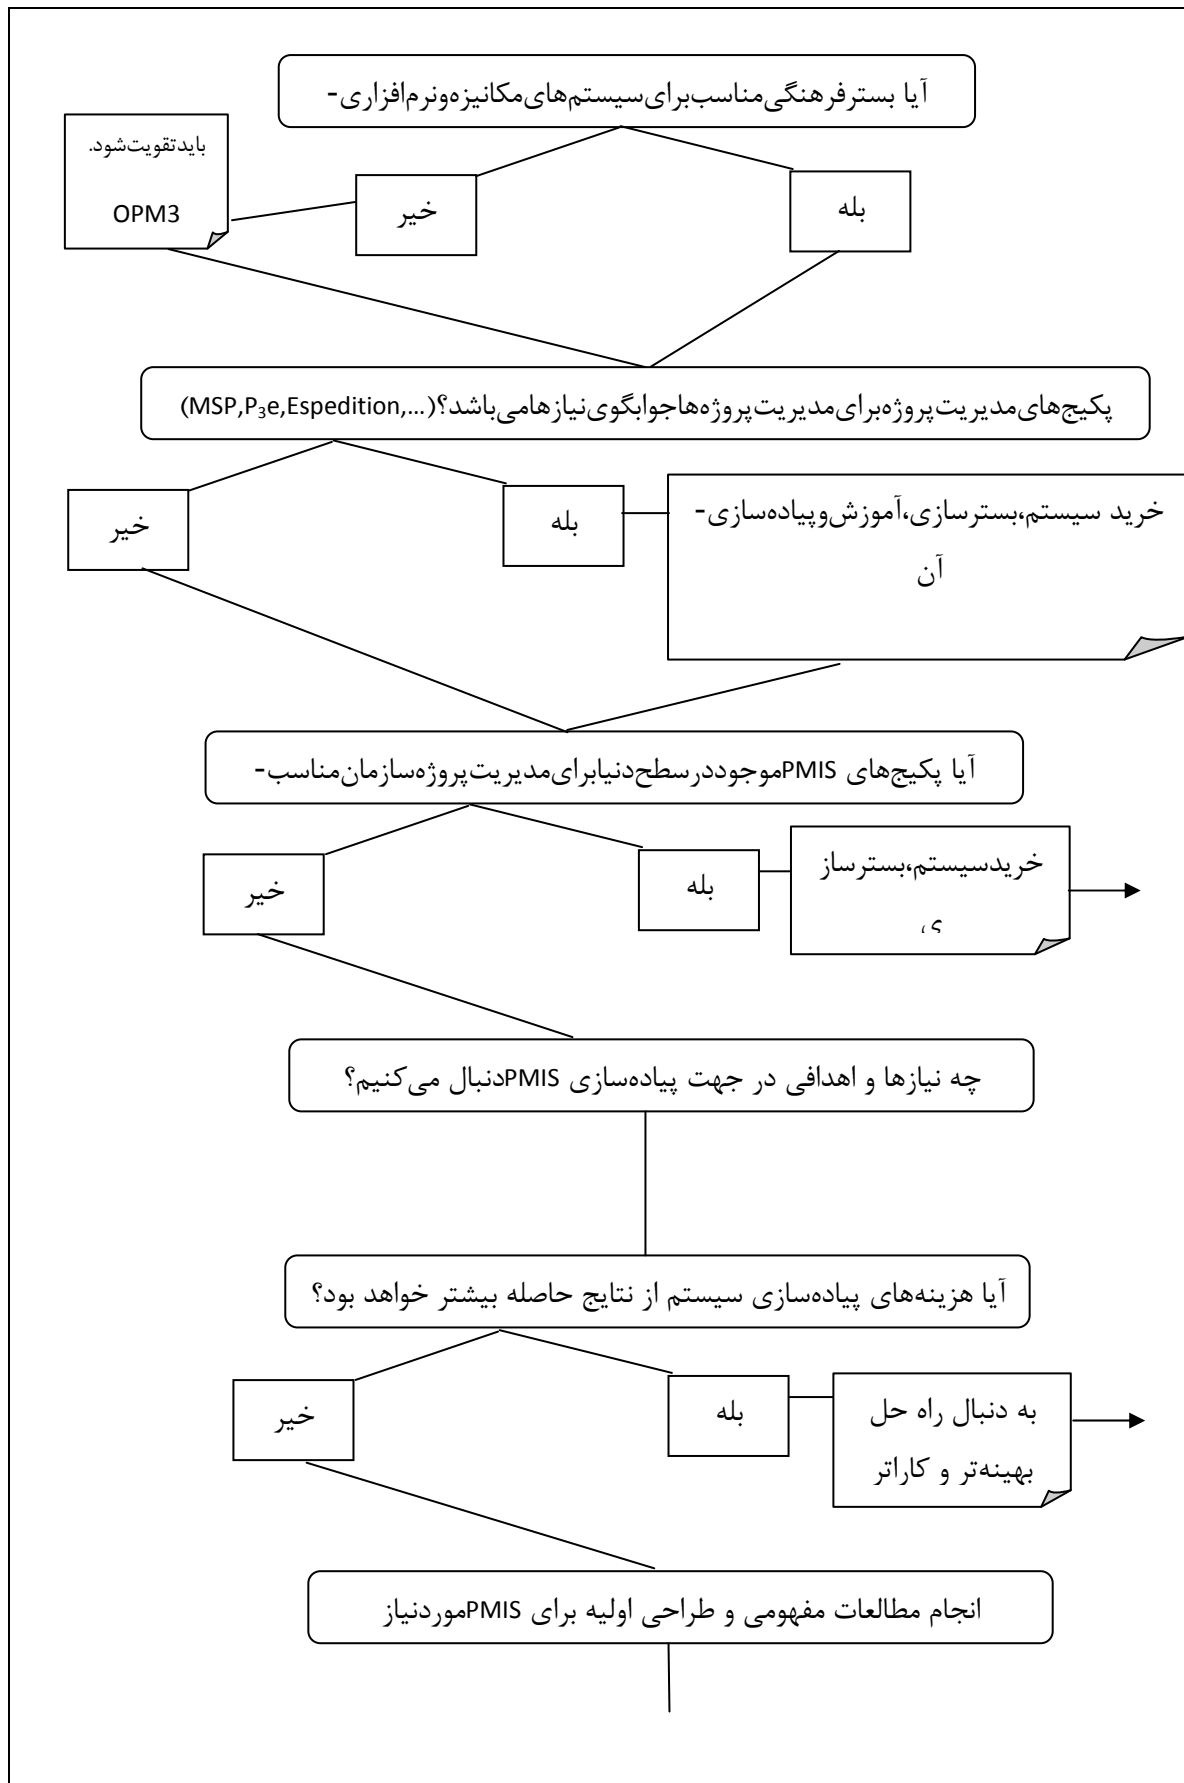 آیا بسترفرهنگی‌مناسب‌برای‌سیستم‌های‌مکانیزه‌ونرم‌افزاری-
بایدتقویت‌شود.
OPM3
خیر
بله
پکیج‌های‌مدیریت‌پروژه‌برای‌مدیریت‌پروژه‌هاجوابگوی‌نیازهامی‌باشد؟(MSP,P₃e,Espedition,…)
خیر
بله
خرید سیستم،بسترسازی،آموزش‌وپیاده‌سازی-
آن
آیا پکیج‌های PMISموجوددرسطح‌دنیابرای‌مدیریت‌پروژه‌سازمان‌مناسب-
خیر
بله
خریدسیستم،بسترساز
ی
چه نیازها و اهدافی در جهت پیاده‌سازی PMISدنبال می‌کنیم؟
آیا هزینه‌های پیاده‌سازی سیستم از نتایج حاصله بیشتر خواهد بود؟
خیر
بله
به دنبال راه حل
بهینه‌تر و کاراتر
انجام مطالعات مفهومی و طراحی اولیه برای PMISموردنیاز